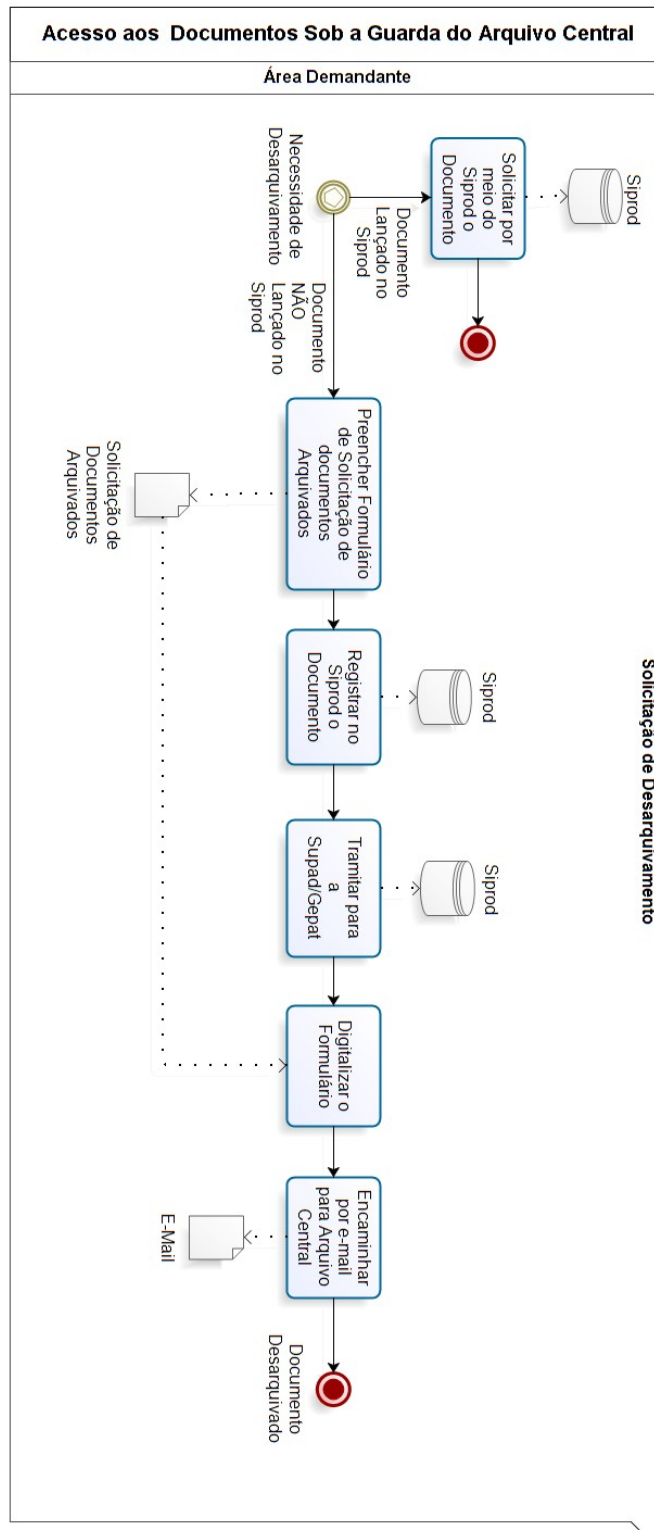 Acesso aos Documentos Sob a Guarda do Arquivo Central
Área Demandante
Solicitação de Desarquivamento
Siprod
Solicitar por
meio do
Siprod o
Documento
Documento
Lançado no
Siprod
Necessidade de
Desarquivamento
Documento
NÃO
Lançado no
Siprod
Preencher Formulário
de Solicitação de
documentos
Arquivados
Solicitação de
Documentos
Arquivados
Siprod
Registrar no
Siprod o
Documento
Siprod
Tramitar para
a
Supad/Gepat
Digitalizar o
Formulário
Encaminhar
por e-mail
para Arquivo
Central
E-Mail
Documento
Desarquivado